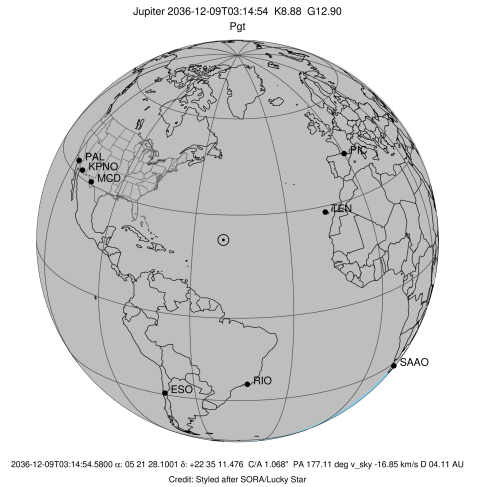 Jupiter 2036-12-09T03:14:54 K8.88 G12.90
Pgt
PAL
KPNO
MCD
PIC
TEN
SAAO
RIO
ESO
2036-12-09T03:14:54.5800 α: 05 21 28.1001 δ: +22 35 11.476 C/A 1.068" PA 177.11 deg v_sky -16.85 km/s D 04.11 AU
Credit: Styled after SORA/Lucky Star